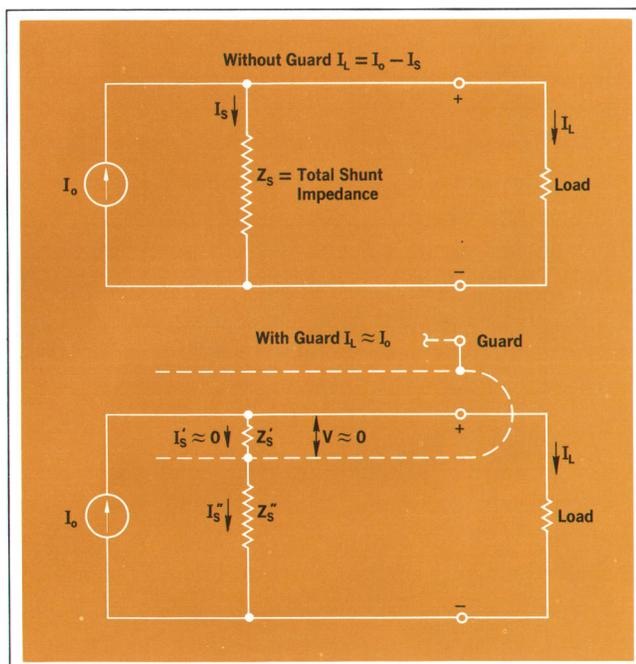 Without Guard I_L = I_o − I_S
+
I_S
I_L
I_o
Z_S = Total Shunt
Impedance
Load
−
With Guard I_L ≈ I_o
Guard
+
I_S' ≈ 0
Z_S'
V ≈ 0
I_L
I_o
I_S''
Z_S''
Load
−